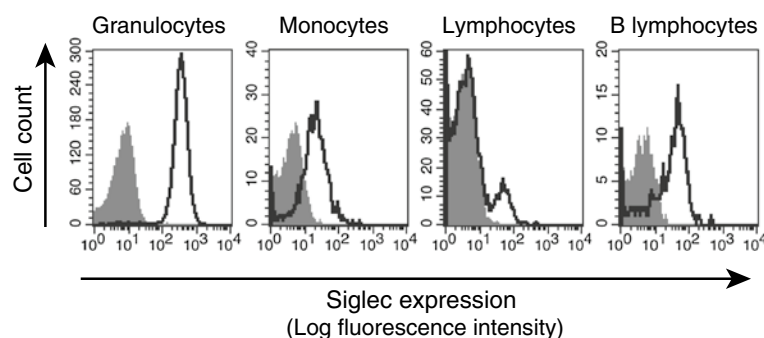 Granulocytes
Monocytes
Lymphocytes
B lymphocytes
Cell count
300
240
180
120
60
0
10⁰ 10¹ 10² 10³ 10⁴
40
30
20
10
0
10⁰ 10¹ 10² 10³ 10⁴
60
50
40
30
20
10
0
10⁰ 10¹ 10² 10³ 10⁴
20
15
10
5
0
10⁰ 10¹ 10² 10³ 10⁴
Siglec expression
(Log fluorescence intensity)